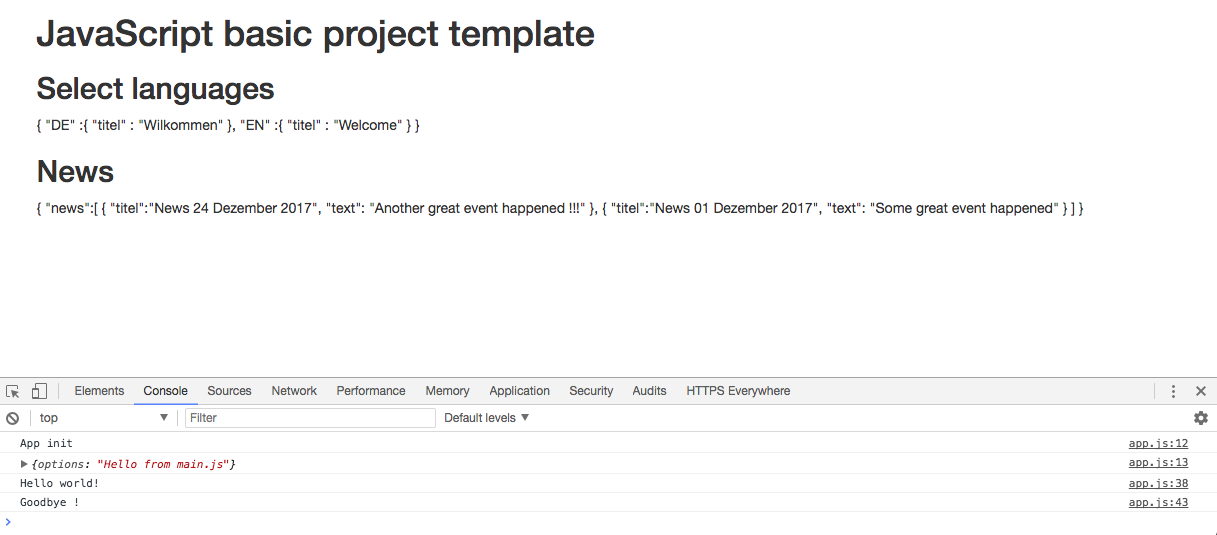 JavaScript basic project template
Select languages
{ "DE" :{ "titel" : "Wilkommen" }, "EN" :{ "titel" : "Welcome" } }
News
{ "news":[ { "titel":"News 24 Dezember 2017", "text": "Another great event happened !!!" }, { "titel":"News 01 Dezember 2017", "text": "Some great event happened" } ] }
Elements Console Sources Network Performance Memory Application Security Audits HTTPS Everywhere
top Filter Default levels
App init app.js:12
{options: "Hello from main.js"} app.js:13
Hello world! app.js:38
Goodbye ! app.js:43